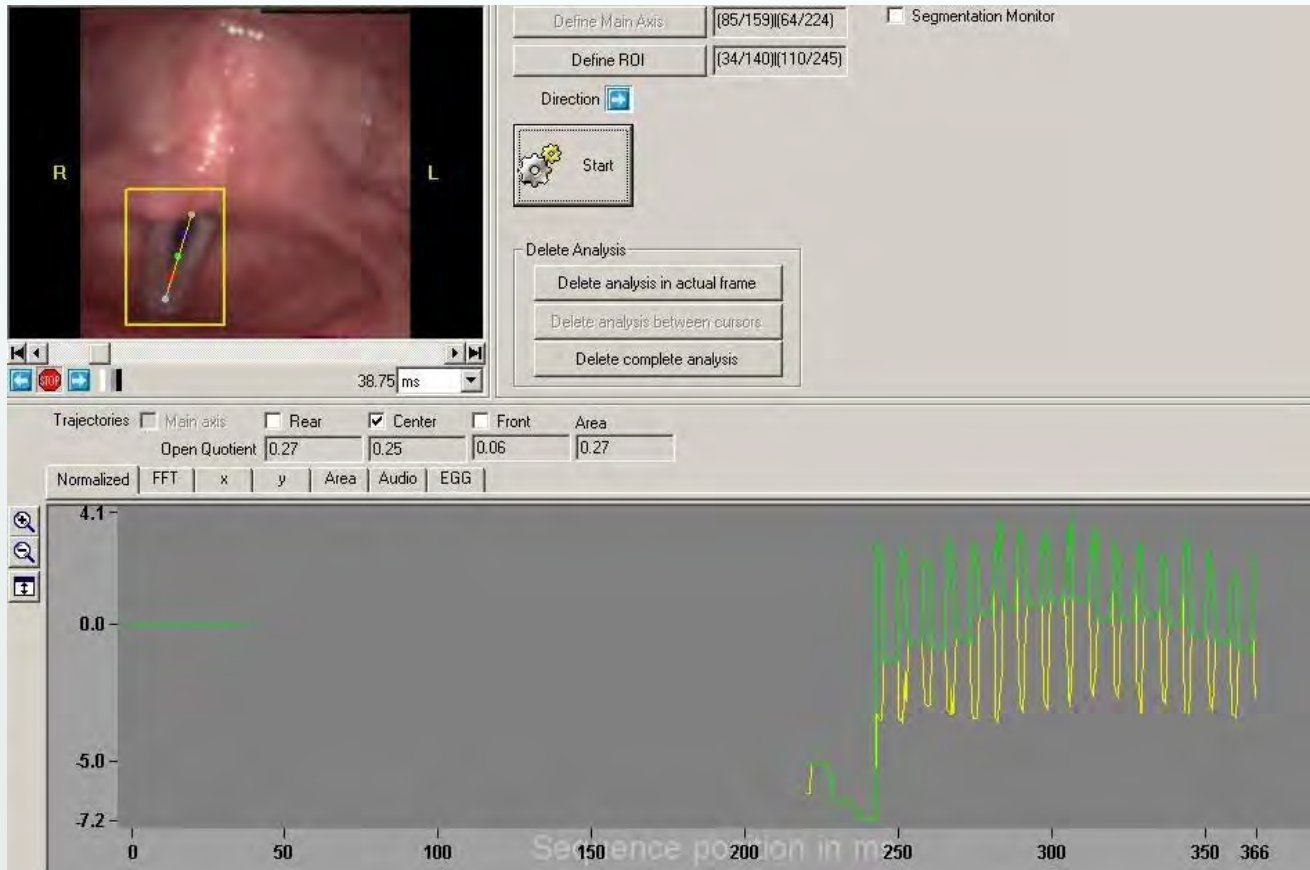 Define Main Axis (85/159)|(64/224) Segmentation Monitor
Define ROI (34/140)|(110/245)
Direction
Start
R L
Delete Analysis
Delete analysis in actual frame
Delete analysis between cursors
Delete complete analysis
STOP 38.75 ms
Trajectories Main axis Rear Center Front Area
Open Quotient 0.27 0.25 0.06 0.27
Normalized FFT x y Area Audio EGG
4.1
0.0
-5.0
-7.2
Sequence position in m
0 50 100 150 200 250 300 350 366